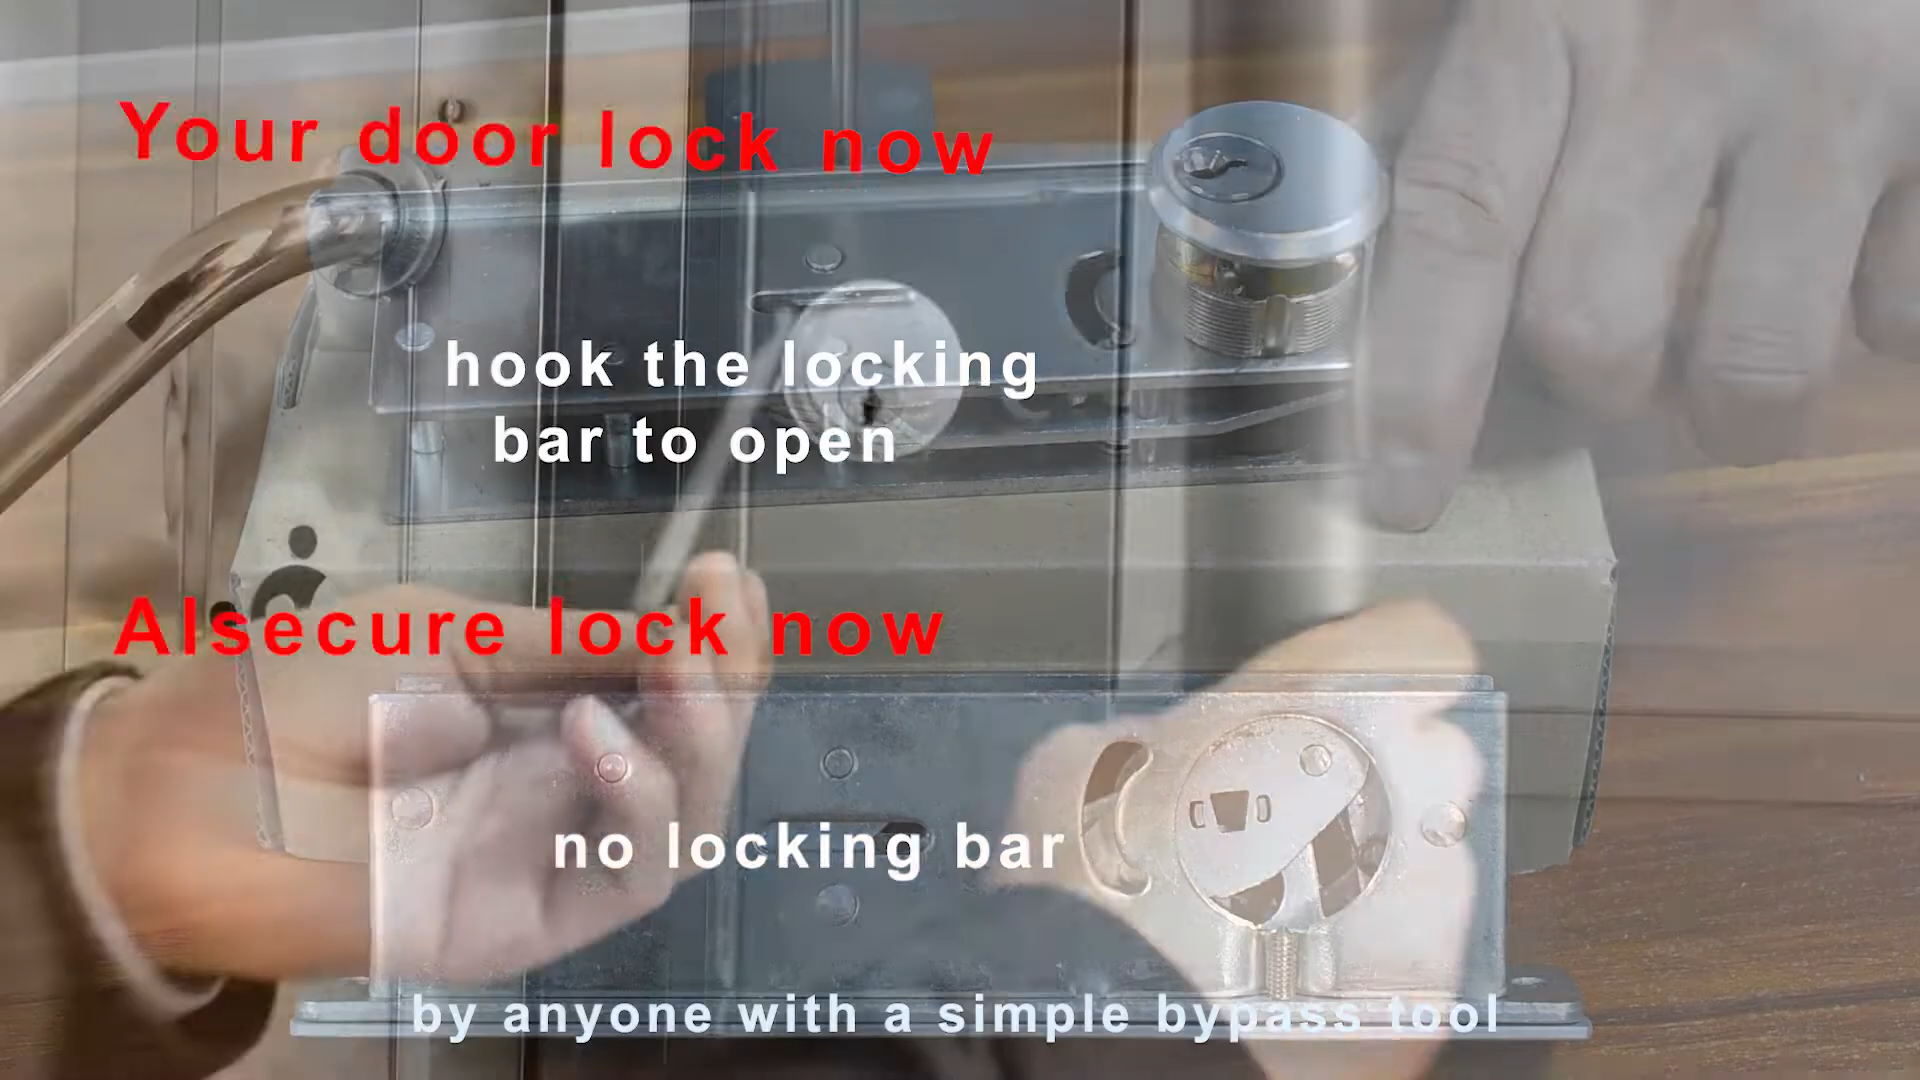 Your door lock now
hook the locking
bar to open
Alsecure lock now
no locking bar
by anyone with a simple bypass tool